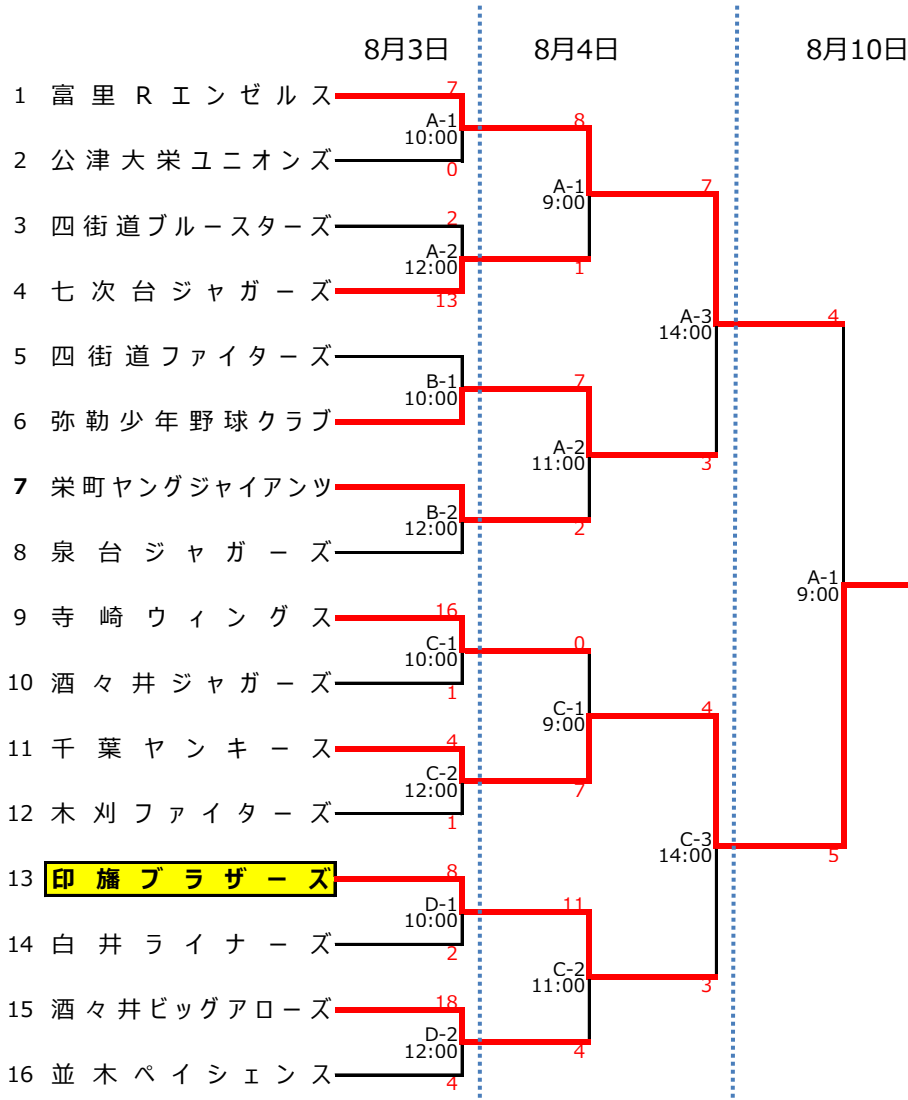 8月3日 8月4日 8月10日
1 富里Rエンゼルス 7
A-1
10:00
2 公津大栄ユニオンズ 0
8
A-1
9:00
3 四街道ブルースターズ 2
A-2
12:00
4 七次台ジャガーズ 13
1
7
A-3
14:00
5 四街道ファイターズ
B-1
10:00
6 弥勒少年野球クラブ
7
A-2
11:00
7 栄町ヤングジャイアンツ
B-2
12:00
8 泉台ジャガーズ
2
3
4
A-1
9:00
9 寺崎ウィングス 16
C-1
10:00
10 酒々井ジャガーズ 1
0
C-1
9:00
11 千葉ヤンキース 4
C-2
12:00
12 木刈ファイターズ 1
7
4
C-3
14:00
5
13 印旛ブラザーズ 8
D-1
10:00
14 白井ライナーズ 2
11
C-2
11:00
3
15 酒々井ビッグアローズ 18
D-2
12:00
16 並木ペイシェンス 4
4